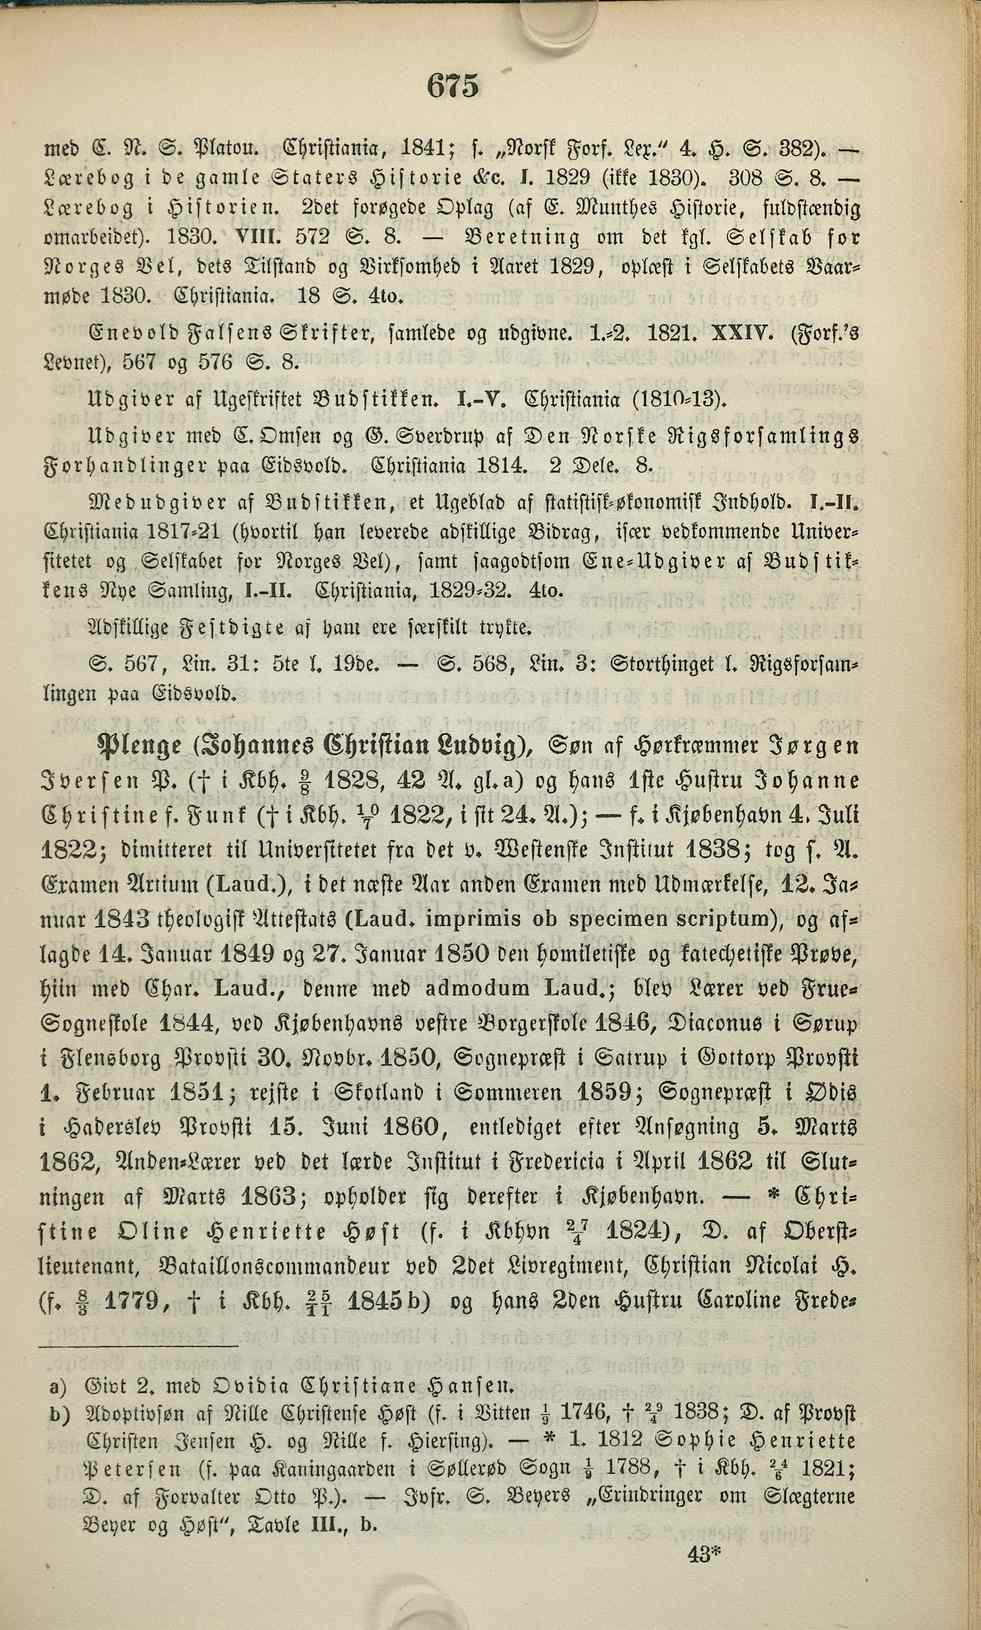 675
med C. N. S. Platou. Christiania, 1841; s. „Norsk Forf. Lex." 4. H. S. 382). —
Lærebog i de gamle Staters Historie &c. I. 1829 (ikke 1830). 308 S. 8. —
Lærebog i Historien. 2det forøgede Oplag (af E. Munthes Historie, fuldstændig
omarbeidet). 1830. VIII. 572 S. 8. — Beretning om det kgl. Selskab for
Norges Vel, dets Tilstand og Virksomhed i Aaret 1829, oplæst i Selskabets Vaar-
møde 1830. Christiania. 18 S. 4to.
Enevold Falsens Skrifter, samlede og udgivne. 1.-2. 1821. XXIV. (Forf.'s
Levnet), 567 og 576 S. 8.
Udgiver af Ugeskriftet Budstikken. I.-V. Christiania (1810-13).
Udgiver med C. Omsen og G. Sverdrup af Den Norske Rigsforsamlings
Forhandlinger paa Eidsvold. Christiania 1814. 2 Dele. 8.
Medudgiver af Budstikken, et Ugeblad af statistisk-økonomisk Indhold. I.-II.
Christiania 1817-21 (hvortil han leverede adskillige Bidrag, især vedkommende Univer-
sitetet og Selskabet for Norges Vel), samt saagodtsom Ene-Udgiver af Budstik-
kens Nye Samling, I.-II. Christiania, 1829-32. 4to.
Adskillige Festdigte af ham ere særskilt trykte.
S. 567, Lin. 31: 5te l. 19de. — S. 568, Lin. 3: Storthinget l. Rigsforsam-
lingen paa Eidsvold.
Plenge (Johannes Christian Ludvig), Søn af Hørkræmmer Jørgen
Iversen P. († i Kbh. 9/8 1828, 42 A. gl. a) og hans 1ste Hustru Johanne
Christine f. Funk († i Kbh. 10/7 1822, i sit 24. A.); — f. i Kjøbenhavn 4. Juli
1822; dimitteret til Universitetet fra det v. Westenske Institut 1838; tog s. A.
Examen Artium (Laud.), i det næste Aar anden Examen med Udmærkelse, 12. Ja-
nuar 1843 theologisk Attestats (Laud. imprimis ob specimen scriptum), og af-
lagde 14. Januar 1849 og 27. Januar 1850 den homiletiske og katechetiske Prøve,
hiin med Char. Laud., denne med admodum Laud.; blev Lærer ved Frue-
Sogneskole 1844, ved Kjøbenhavns vestre Borgerskole 1846, Diaconus i Sørup
i Flensborg Provsti 30. Novbr. 1850, Sognepræst i Satrup i Gottorp Provsti
1. Februar 1851; rejste i Skotland i Sommeren 1859; Sognepræst i Ødis
i Haderslev Provsti 15. Juni 1860, entlediget efter Ansøgning 5. Marts
1862, Anden-Lærer ved det lærde Institut i Fredericia i April 1862 til Slut-
ningen af Marts 1863; opholder sig derefter i Kjøbenhavn. — * Chri-
stine Oline Henriette Høst (f. i Kbhvn 27/4 1824), D. af Oberst-
lieutenant, Bataillonscommandeur ved 2det Livregiment, Christian Nicolai H.
(f. 8/3 1779, † i Kbh. 25/11 1845 b) og hans 2den Hustru Caroline Frede-
a) Givt 2. med Ovidia Christiane Hansen.
b) Adoptivsøn af Nille Christense Høst (f. i Vitten 1/9 1746, † 29/4 1838; D. af Provst
Christen Jensen H. og Nille f. Hiersing). — * 1. 1812 Sophie Henriette
Petersen (f. paa Kaningaarden i Søllerød Sogn 1/9 1788, † i Kbh. 24/6 1821;
D. af Forvalter Otto P.). — Jvfr. S. Beyers „Erindringer om Slægterne
Beyer og Høst", Tavle III., b.
43*